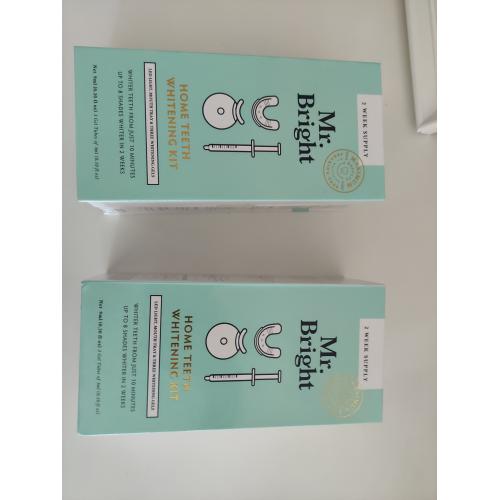 2 WEEK SUPPLY
Mr.
Bright
HOME TEETH
WHITENING KIT
LED LIGHT, MOUTH TRAY & THREE WHITENING GELS
WHITER TEETH FROM JUST 10 MINUTES
UP TO 8 SHADES WHITER IN 2 WEEKS
2 WEEK SUPPLY
Mr.
Bright
HOME TEETH
WHITENING KIT
LED LIGHT, MOUTH TRAY & THREE WHITENING GELS
WHITER TEETH FROM JUST 10 MINUTES
UP TO 8 SHADES WHITER IN 2 WEEKS